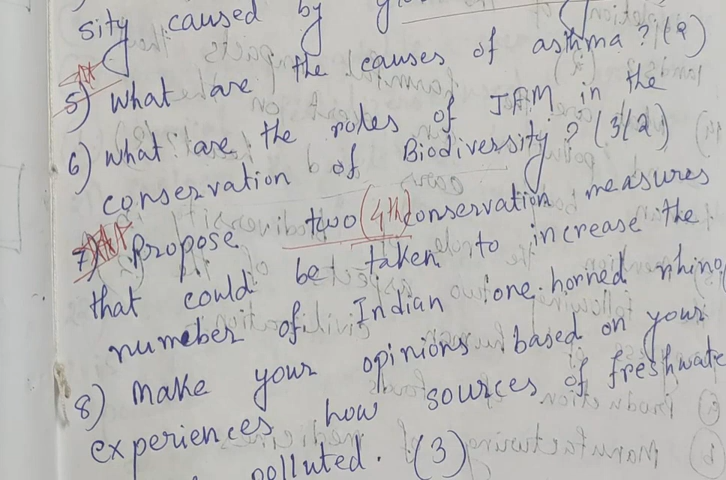 sity caused by
5) What are the causes of asthma? (2)
6) What are the roles of JFM in the
conservation of Biodiversity? (3/2)
7) Propose two (4th) conservation measures
that could be taken to increase the
number of Indian one-horned rhino
8) Make your opinions based on your
experiences how sources of freshwate
polluted. (3)